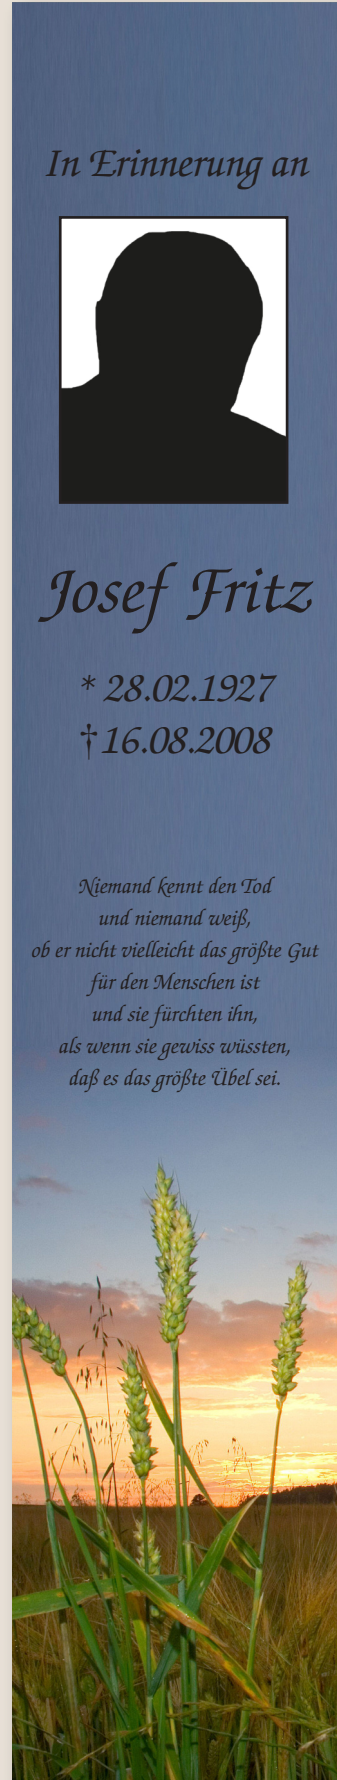 In Erinnerung an
Josef Fritz
* 28.02.1927
† 16.08.2008
Niemand kennt den Tod
und niemand weiß,
ob er nicht vielleicht das größte Gut
für den Menschen ist
und sie fürchten ihn,
als wenn sie gewiss wüssten,
daß es das größte Übel sei.